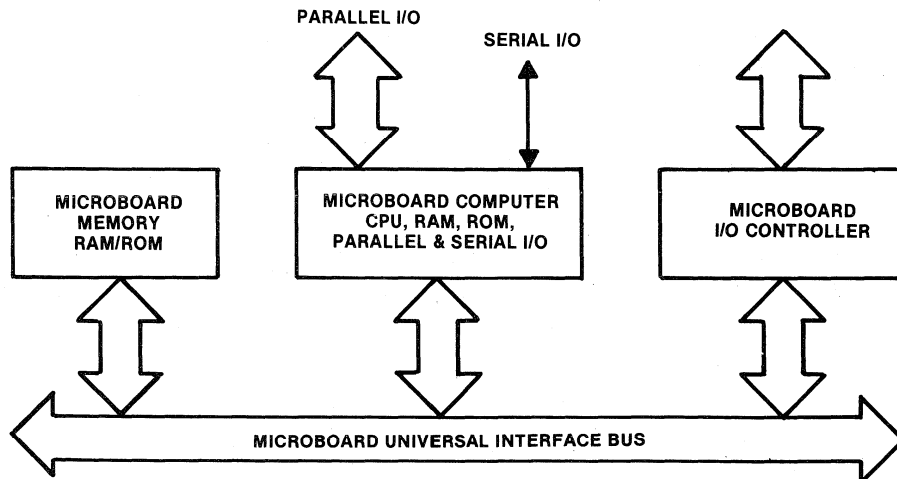 PARALLEL I/O
SERIAL I/O
MICROBOARD
MEMORY
RAM/ROM
MICROBOARD COMPUTER
CPU, RAM, ROM,
PARALLEL & SERIAL I/O
MICROBOARD
I/O CONTROLLER
MICROBOARD UNIVERSAL INTERFACE BUS